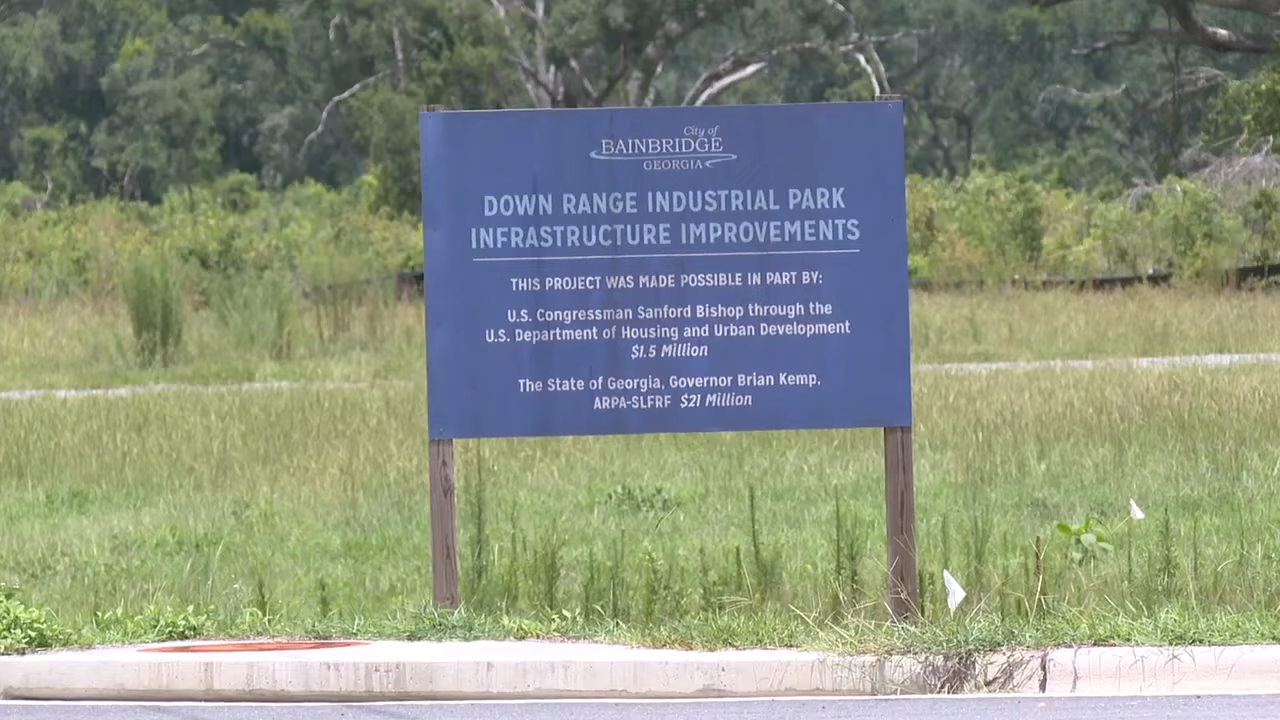 City of
BAINBRIDGE
GEORGIA
DOWN RANGE INDUSTRIAL PARK
INFRASTRUCTURE IMPROVEMENTS
THIS PROJECT WAS MADE POSSIBLE IN PART BY:
U.S. Congressman Sanford Bishop through the
U.S. Department of Housing and Urban Development
$1.5 Million
The State of Georgia, Governor Brian Kemp,
ARPA-SLFRF $21 Million